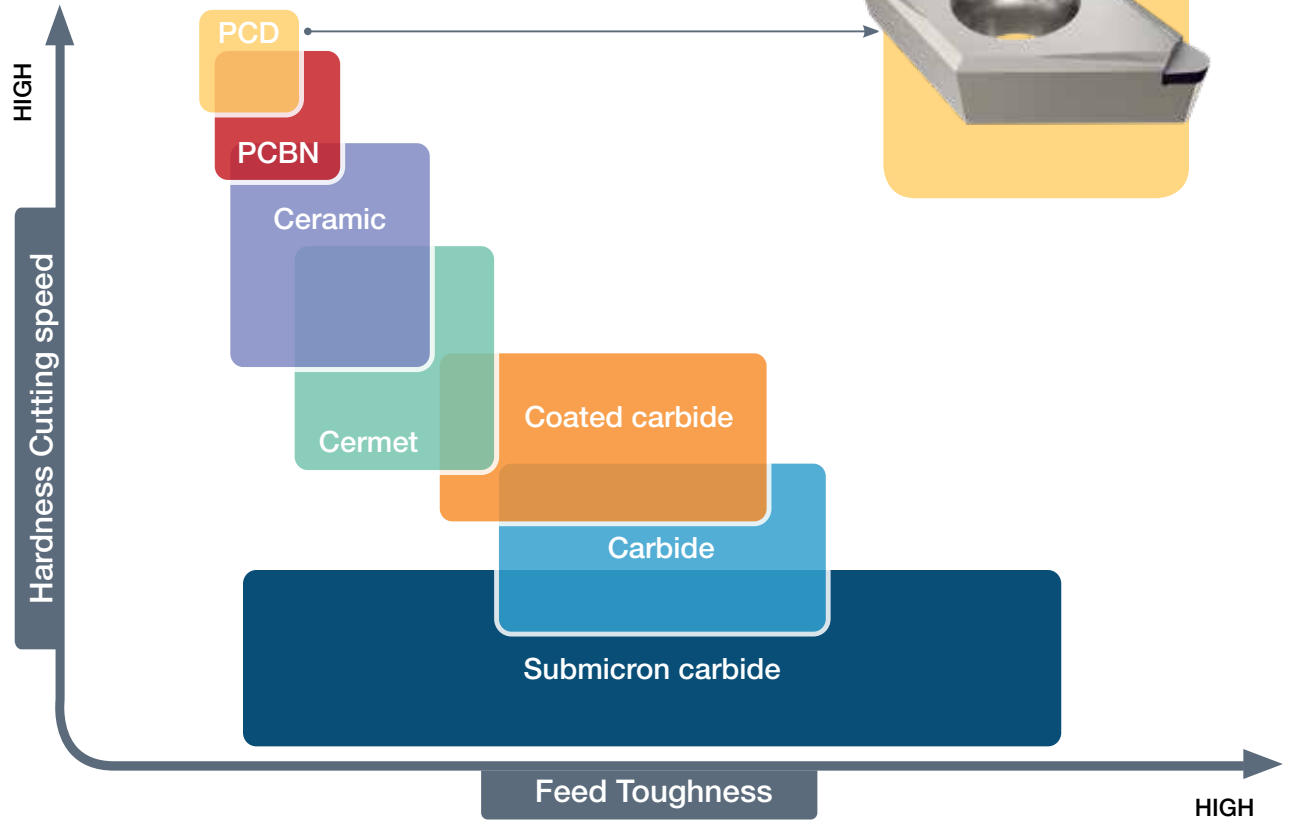 PCD
HIGH
PCBN
Ceramic
Hardness Cutting speed
Coated carbide
Cermet
Carbide
Submicron carbide
Feed Toughness
HIGH